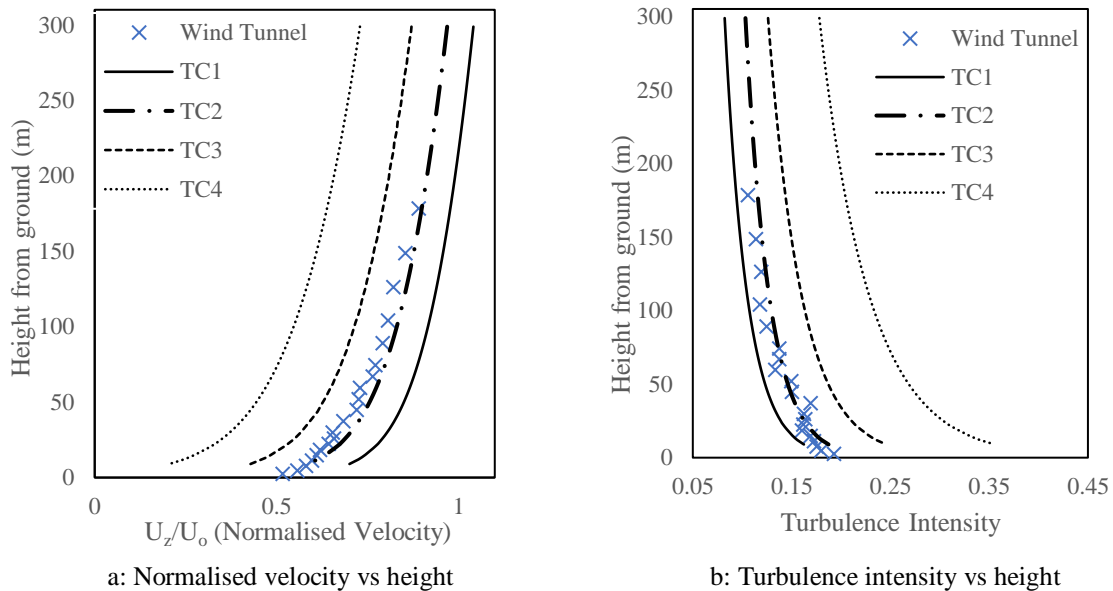 300
250
200
150
100
50
0
Height from ground (m)
Wind Tunnel
TC1
TC2
TC3
TC4
0 0.5 1
U_z/U_o (Normalised Velocity)
a: Normalised velocity vs height
300
250
200
150
100
50
0
Height from ground (m)
Wind Tunnel
TC1
TC2
TC3
TC4
0.05 0.15 0.25 0.35 0.45
Turbulence Intensity
b: Turbulence intensity vs height